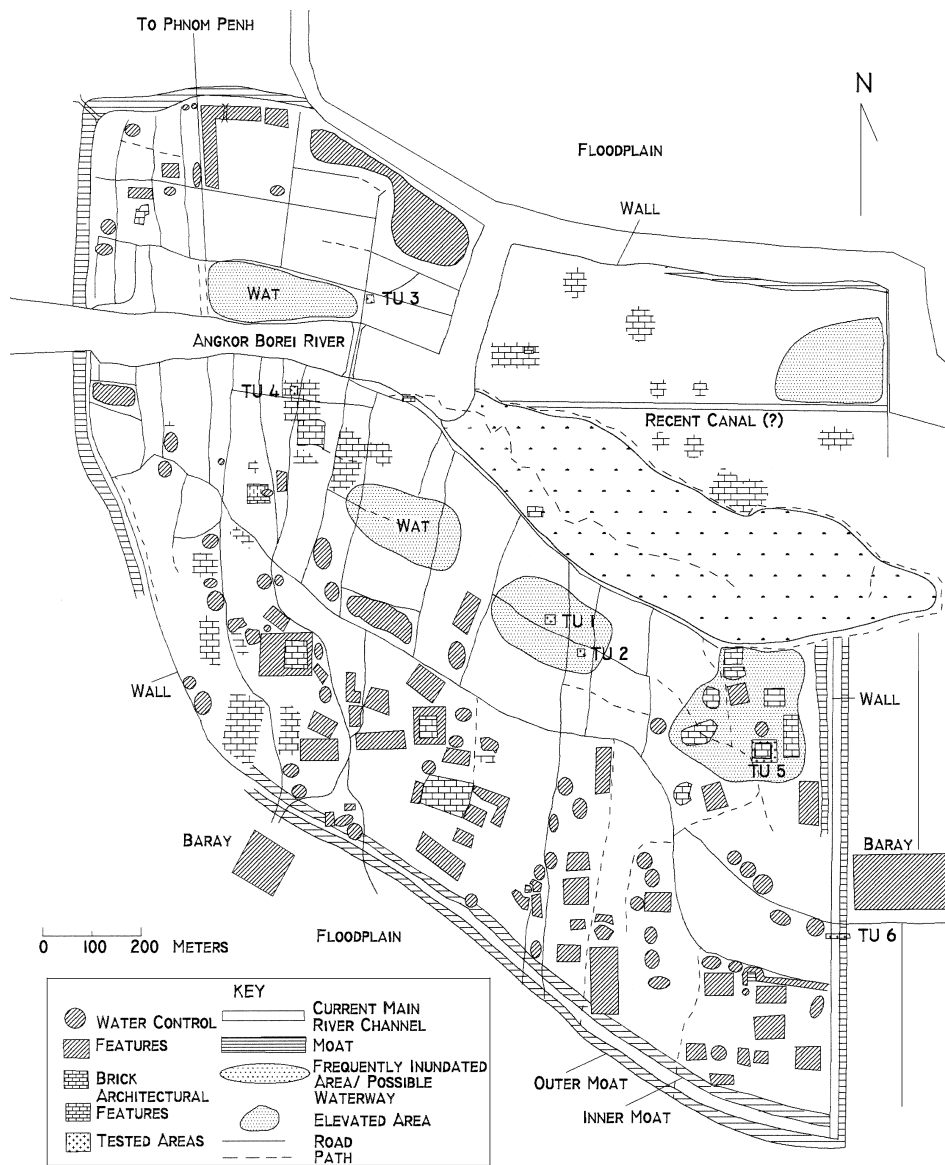 TO PHNOM PENH
N
FLOODPLAIN
WALL
WAT
TU 3
ANGKOR BOREI RIVER
TU 4
RECENT CANAL (?)
WAT
TU 1
TU 2
WALL
WALL
TU 5
BARAY
BARAY
TU 6
0 100 200 METERS
FLOODPLAIN
OUTER MOAT
INNER MOAT
KEY
WATER CONTROL
FEATURES
BRICK
ARCHITECTURAL
FEATURES
TESTED AREAS
CURRENT MAIN
RIVER CHANNEL
MOAT
FREQUENTLY INUNDATED
AREA/ POSSIBLE
WATERWAY
ELEVATED AREA
ROAD
PATH